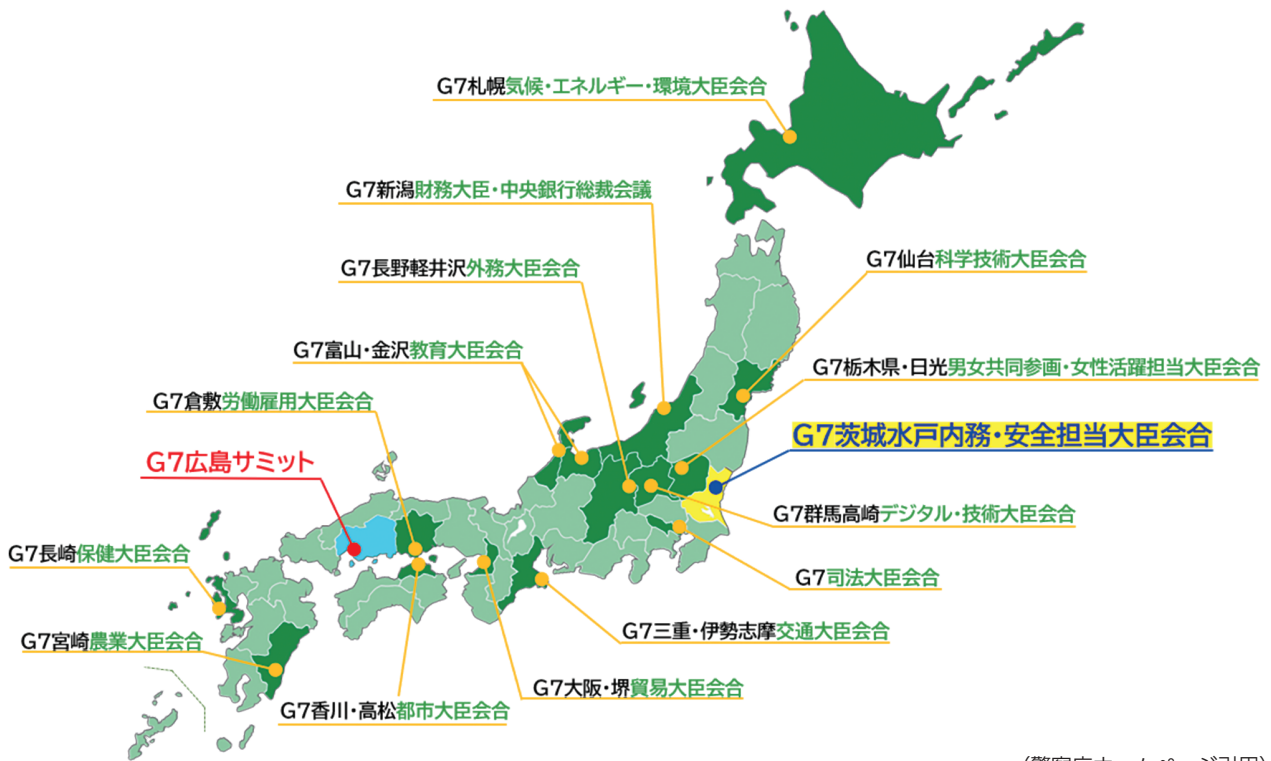 G7札幌気候・エネルギー・環境大臣会合
G7新潟財務大臣・中央銀行総裁会議
G7仙台科学技術大臣会合
G7長野軽井沢外務大臣会合
G7富山・金沢教育大臣会合
G7栃木県・日光男女共同参画・女性活躍担当大臣会合
G7倉敷労働雇用大臣会合
G7茨城水戸内務・安全担当大臣会合
G7広島サミット
G7群馬高崎デジタル・技術大臣会合
G7長崎保健大臣会合
G7司法大臣会合
G7三重・伊勢志摩交通大臣会合
G7宮崎農業大臣会合
G7大阪・堺貿易大臣会合
G7香川・高松都市大臣会合